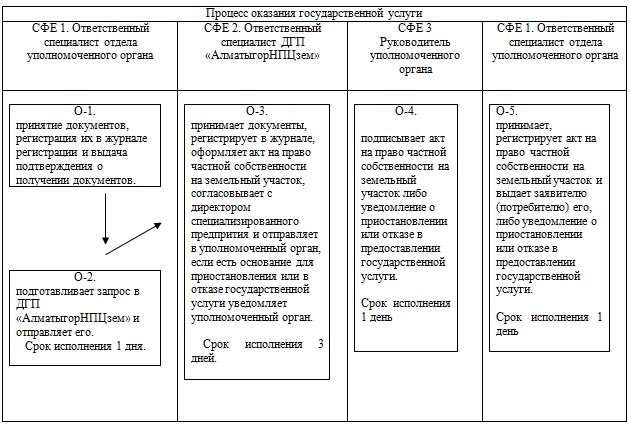 Процесс оказания государственной услуги
СФЕ 1. Ответственный
специалист отдела
уполномоченного органа
СФЕ 2. Ответственный
специалист ДГП
«АлматыгорНПЦзем»
СФЕ 3
Руководитель
уполномоченного
органа
СФЕ 1. Ответственный
специалист отдела
уполномоченного органа
О-1.
принятие документов,
регистрация их в журнале
регистрации и выдача
подтверждения о
получении документов.
О-2.
подготавливает запрос в
ДГП
«АлматыгорНПЦзем» и
отправляет его.
Срок исполнения 1 дня.
О-3.
принимает документы,
регистрирует в журнале,
оформляет акт на право
частной собственности
на земельный участок,
согласовывает с
директором
специализированного
предпрития и отправляет
в уполномоченный орган,
если есть основание для
приостановления или в
отказе государственной
услуги уведомляет
уполномоченный орган.
Срок исполнения 3
дней.
О-4.
подписывает акт
на право частной
собственности на
земельный
участок либо
уведомление о
приостановлении
или отказе в
предоставлении
государственной
услуги.
Срок исполнения
1 день
О-5.
принимает,
регистрирует акт на
право частной
собственности на
земельный участок и
выдает заявителю
(потребителю) его,
либо уведомление о
приостановлении
или отказе в
предоставлении
государственной
услуги.
Срок исполнения 1
день